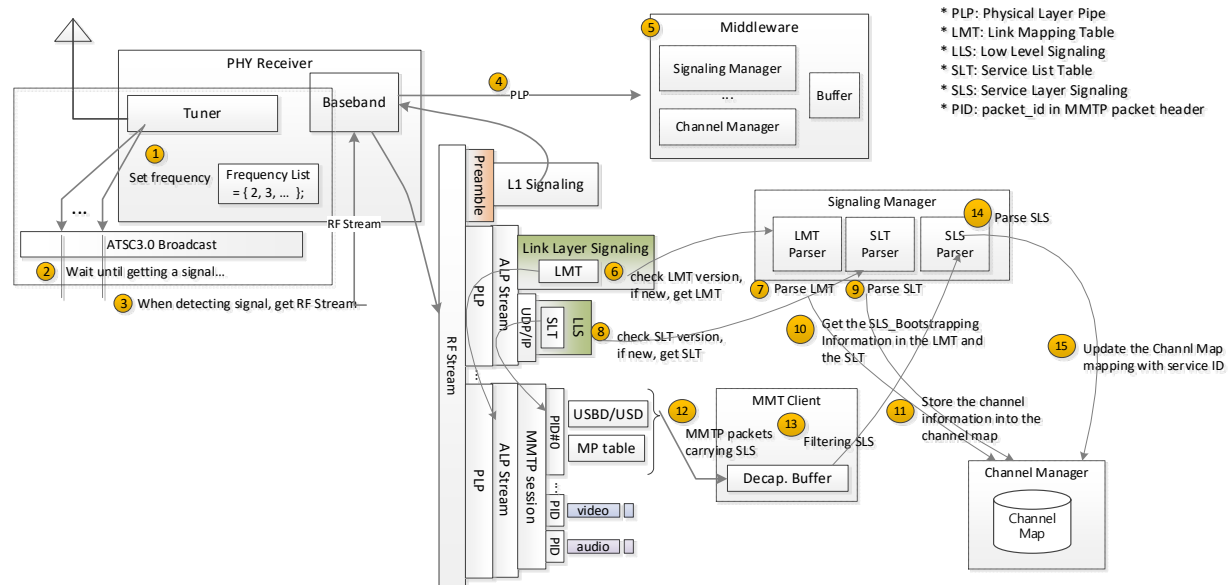 * PLP: Physical Layer Pipe
* LMT: Link Mapping Table
* LLS: Low Level Signaling
* SLT: Service List Table
* SLS: Service Layer Signaling
* PID: packet_id in MMTP packet header
PHY Receiver
Tuner
Baseband
1
Set frequency
Frequency List
= { 2, 3, ... };
...
ATSC3.0 Broadcast
2 Wait until getting a signal...
3 When detecting signal, get RF Stream
RF Stream
4
PLP
5 Middleware
Signaling Manager
...
Channel Manager
Buffer
RF Stream
Preamble
L1 Signaling
PLP
ALP Stream
Link Layer Signaling
LMT
6 check LMT version,
if new, get LMT
UDP/IP
SLT
LLS
8 check SLT version,
if new, get SLT
...
PLP
ALP Stream
MMTP session
PID#0
USBD/USD
MP table
...
PID
video
PID
audio
12
MMTP packets
carrying SLS
MMT Client
13
Filtering SLS
Decap. Buffer
Signaling Manager
LMT
Parser
SLT
Parser
SLS
Parser
14
Parse SLS
7 Parse LMT
9 Parse SLT
10 Get the SLS_Bootstrapping
Information in the LMT and
the SLT
11 Store the channel
information into the
channel map
15 Update the Channl Map
mapping with service ID
Channel Manager
Channel
Map